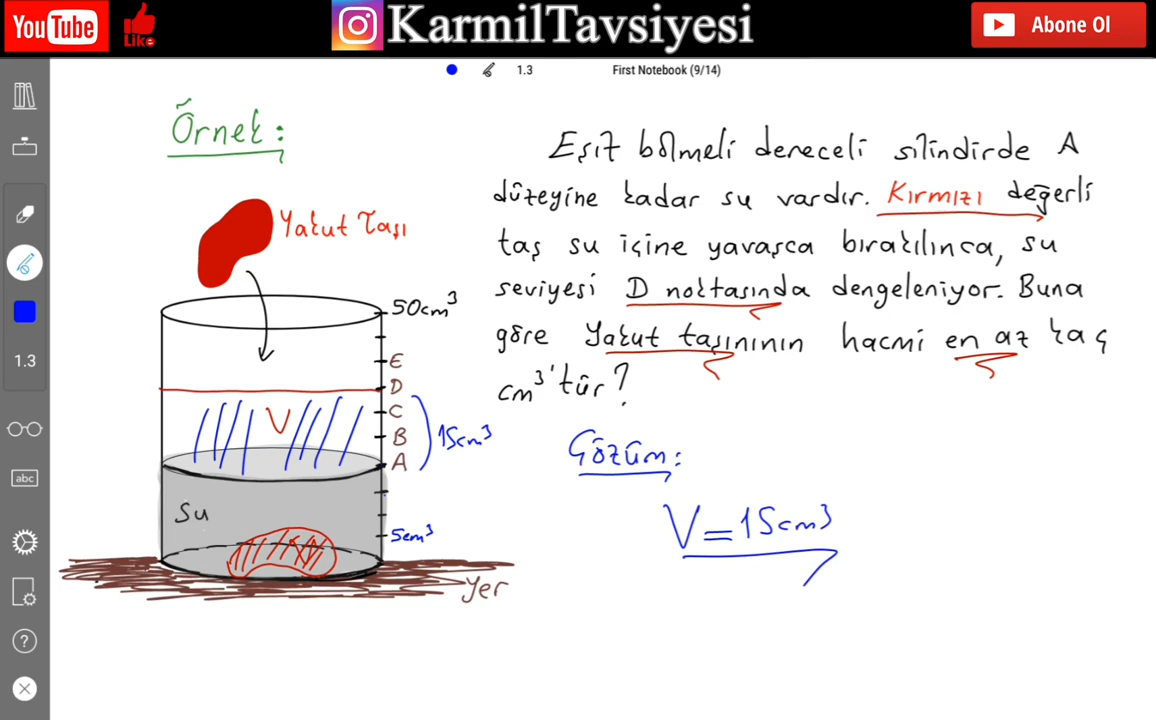 YouTube
Like
KarmilTavsiyesi
Abone Ol
1.3
First Notebook (9/14)
Örnek:
Eşit bölmeli dereceli silindirde A
düzeyine kadar su vardır. Kırmızı değerli
taş su içine yavaşca bırakılınca, su
seviyesi D noktasında dengeleniyor. Buna
göre Yakut taşınının hacmi en az kaç
cm³'tür?
Yakut Taşı
50cm³
E
D
C
B
A
V
15cm³
Su
5cm³
Yer
Çözüm:
V=15cm³
1.3
abc